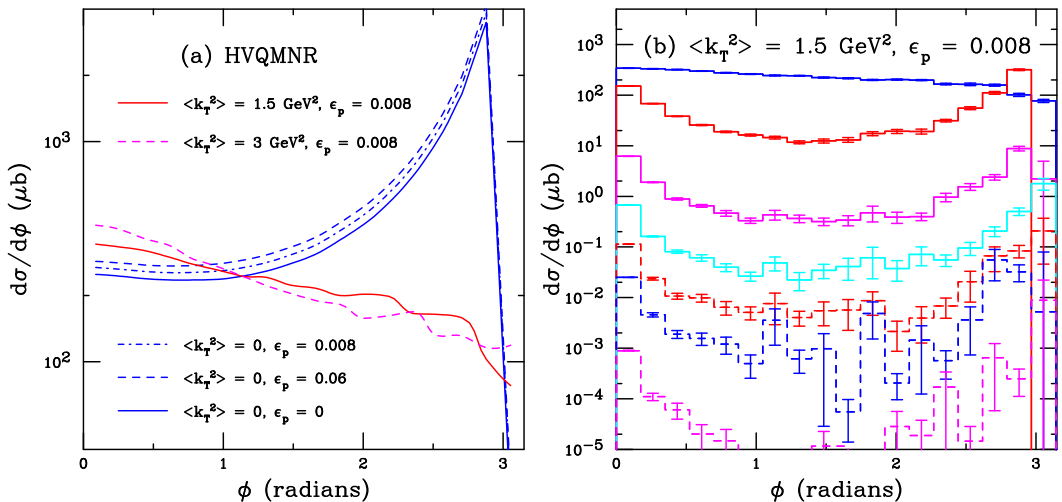 (a) HVQMNR
<k_T^2> = 1.5 GeV^2, ϵ_p = 0.008
<k_T^2> = 3 GeV^2, ϵ_p = 0.008
<k_T^2> = 0, ϵ_p = 0.008
<k_T^2> = 0, ϵ_p = 0.06
<k_T^2> = 0, ϵ_p = 0
dσ/dϕ (μb)
10^3
10^2
0
1
2
3
ϕ (radians)
(b) <k_T^2> = 1.5 GeV^2, ϵ_p = 0.008
dσ/dϕ (μb)
10^3
10^2
10^1
10^0
10^−1
10^−2
10^−3
10^−4
10^−5
0
1
2
3
ϕ (radians)